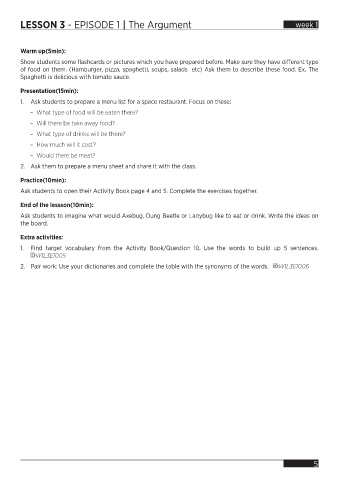 LESSON 3 - EPISODE 1 | The Argument
week 1
Warm up(5min):
Show students some flashcards or pictures which you have prepared before. Make sure they have different type
of food on them. (Hamburger, pizza, spaghetti, soups, salads etc) Ask them to describe these food. Ex. The
Spaghetti is delicious with tomato sauce.
Presentation(15min):
1. Ask students to prepare a menu list for a space restaurant. Focus on these:
- What type of food will be eaten there?
- Will there be take away food?
- What type of drinks will be there?
- How much will it cost?
- Would there be meat?
2. Ask them to prepare a menu sheet and share it with the class.
Practice(10min):
Ask students to open their Activity Book page 4 and 5. Complete the exercises together.
End of the lessson(10min):
Ask students to imagine what would Axebug, Dung Beetle or Ladybug like to eat or drink. Write the ideas on
the board.
Extra activities:
1. Find target vocabulary from the Activity Book/Question 10. Use the words to build up 5 sentences.
W1L3E1005
2. Pair work: Use your dictionaries and complete the table with the synonyms of the words. W1L3E1006
5